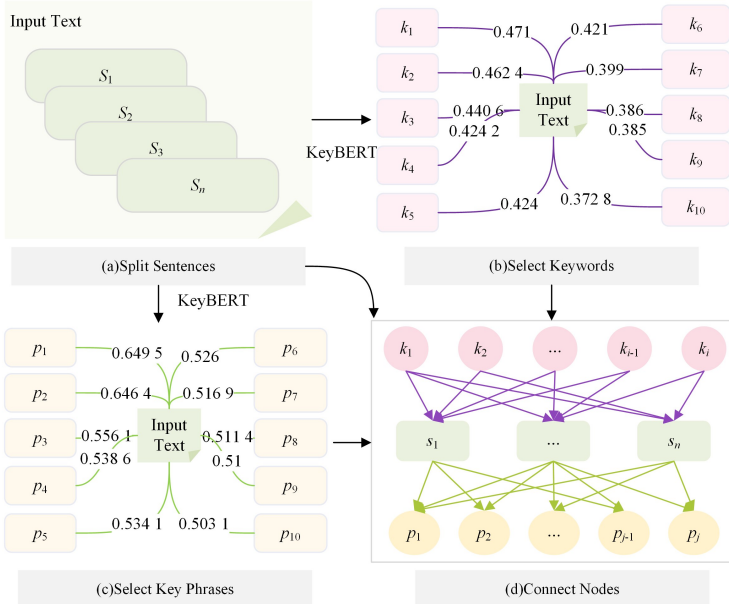 Input Text
S1
S2
S3
Sn
KeyBERT
k1
0.471
0.421
k6
k2
0.462 4
0.399
k7
k3
0.440 6
Input
Text
0.386
k8
0.424 2
0.385
k4
k9
k5
0.424
0.372 8
k10
(a)Split Sentences
(b)Select Keywords
KeyBERT
p1
0.649 5
0.526
p6
p2
0.646 4
0.516 9
p7
p3
0.556 1
Input
Text
0.511 4
p8
0.538 6
0.51
p4
p9
p5
0.534 1
0.503 1
p10
k1
k2
...
ki-1
ki
s1
...
sn
p1
p2
...
pj-1
pj
(c)Select Key Phrases
(d)Connect Nodes